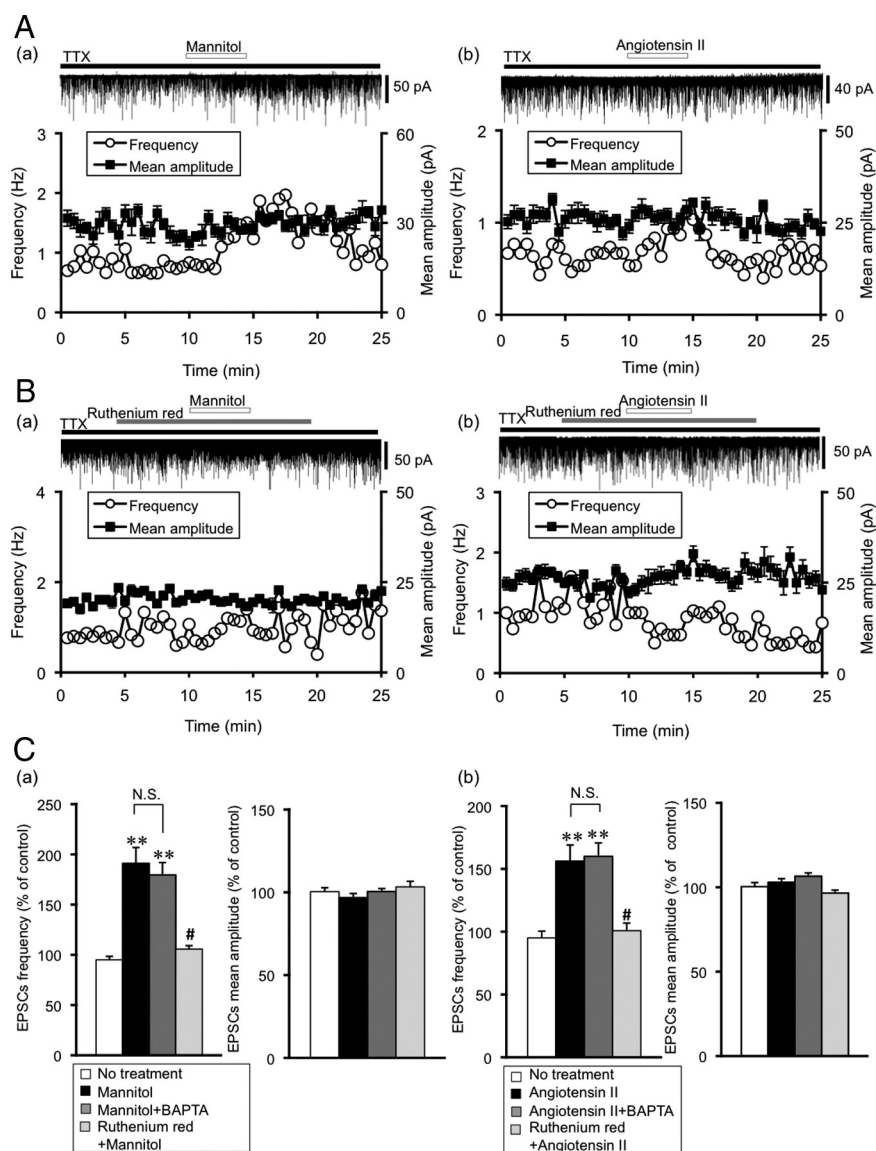 A
(a)
Mannitol
TTX
50 pA
3
2
1
0
Frequency (Hz)
Frequency
Mean amplitude
60
30
0
Mean amplitude (pA)
0 5 10 15 20 25
Time (min)
(b)
Angiotensin II
TTX
40 pA
2
1
0
Frequency (Hz)
Frequency
Mean amplitude
50
25
0
Mean amplitude (pA)
0 5 10 15 20 25
Time (min)
B
(a)
Mannitol
Ruthenium red
TTX
50 pA
4
2
0
Frequency (Hz)
Frequency
Mean amplitude
50
25
0
Mean amplitude (pA)
0 5 10 15 20 25
Time (min)
(b)
Angiotensin II
Ruthenium red
TTX
50 pA
3
2
1
0
Frequency (Hz)
Frequency
Mean amplitude
50
25
0
Mean amplitude (pA)
0 5 10 15 20 25
Time (min)
C
(a)
N.S.
250
200
150
100
50
0
EPSCs frequency (% of control)
** ** #
150
100
50
0
EPSCs mean amplitude (% of control)
No treatment
Mannitol
Mannitol+BAPTA
Ruthenium red
+Mannitol
(b)
N.S.
200
150
100
50
0
EPSCs frequency (% of control)
** ** #
150
100
50
0
EPSCs mean amplitude (% of control)
No treatment
Angiotensin II
Angiotensin II+BAPTA
Ruthenium red
+Angiotensin II